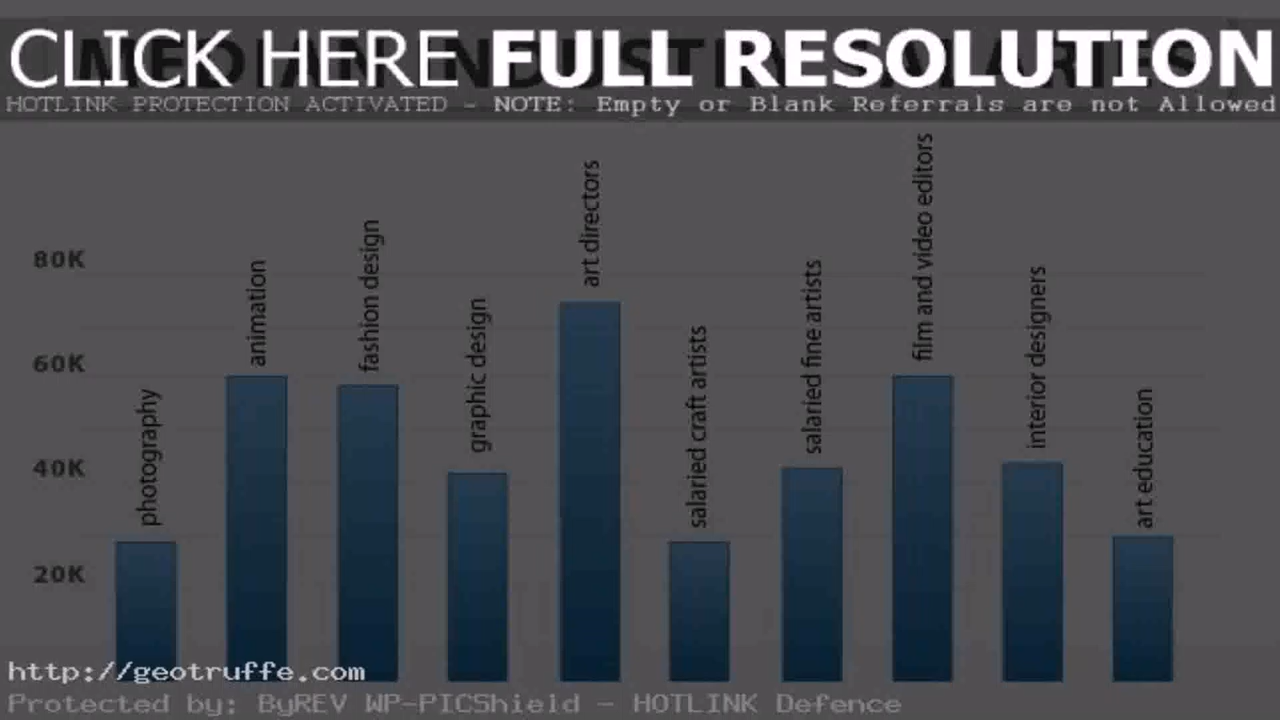 CLICK HERE FULL RESOLUTION
HOTLINK PROTECTION ACTIVATED - NOTE: Empty or Blank Referrals are not Allowed
80K
60K
40K
20K
photography
animation
fashion design
graphic design
art directors
salaried craft artists
salaried fine artists
film and video editors
interior designers
art education
http://geotruffe.com
Protected by: ByREV WP-PICShield - HOTLINK Defence